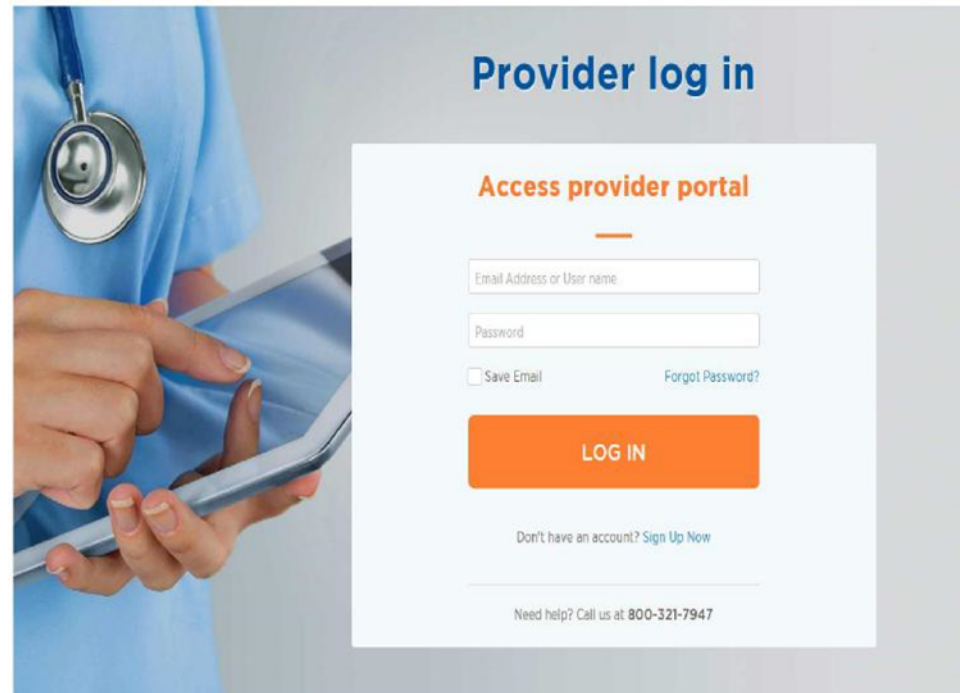 Provider log in
Access provider portal
Email Address or User name
Password
Save Email Forgot Password?
LOG IN
Don't have an account? Sign Up Now
Need help? Call us at 800-321-7947